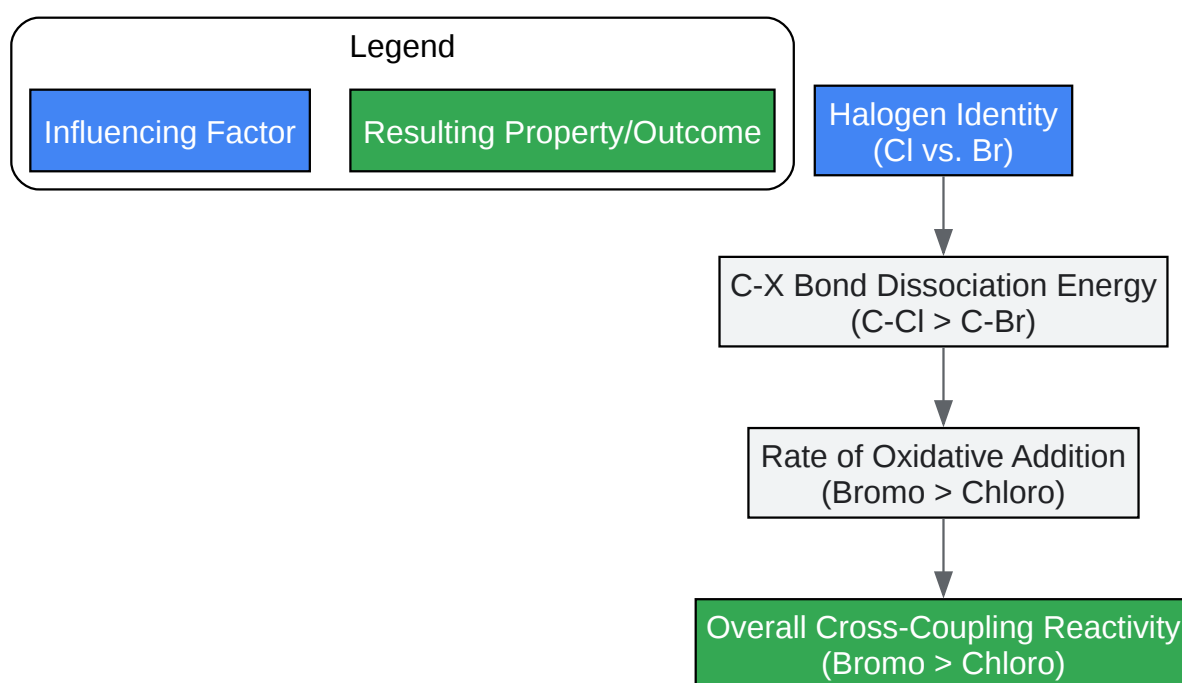 Legend
Influencing Factor
Resulting Property/Outcome
Halogen Identity
(Cl vs. Br)
C-X Bond Dissociation Energy
(C-Cl > C-Br)
Rate of Oxidative Addition
(Bromo > Chloro)
Overall Cross-Coupling Reactivity
(Bromo > Chloro)